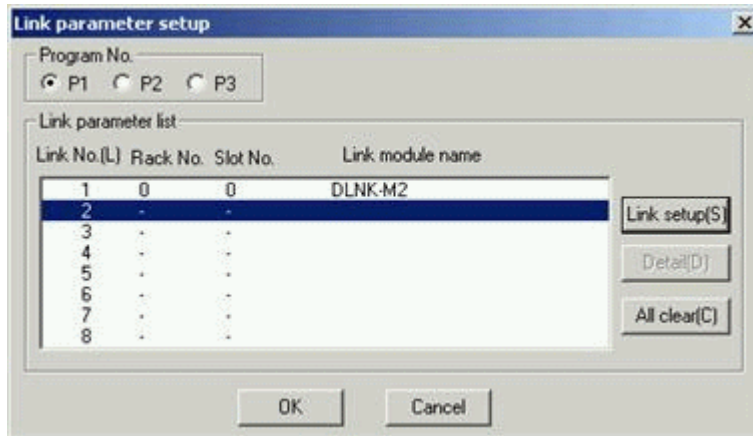 Link parameter setup
Program No.
P1 P2 P3
Link parameter list
Link No.(L) Rack No. Slot No. Link module name
1 0 0 DLNK-M2
2 - -
3 - -
4 - -
5 - -
6 - -
7 - -
8 - -
Link setup(S)
Detail(D)
All clear(C)
OK Cancel